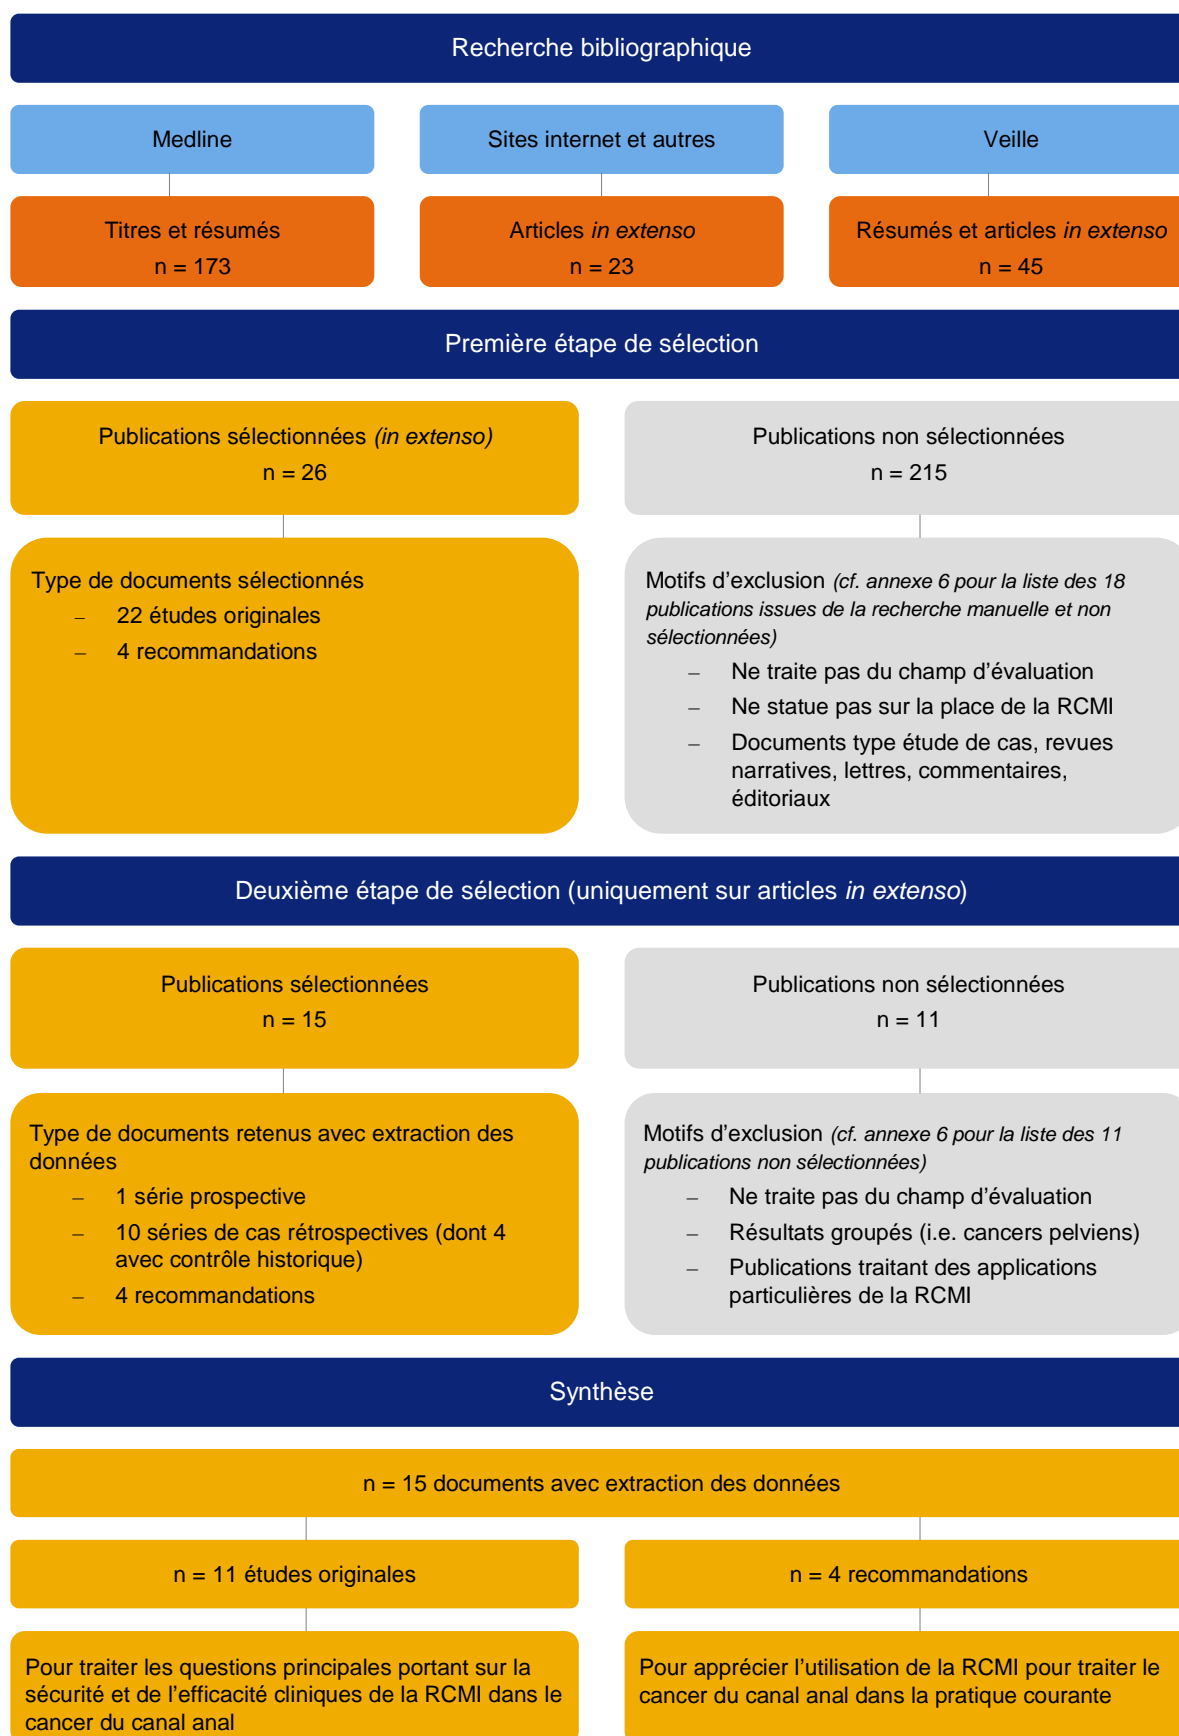 Recherche bibliographique
Medline
Sites internet et autres
Veille
Titres et résumés
n = 173
Articles in extenso
n = 23
Résumés et articles in extenso
n = 45
Première étape de sélection
Publications sélectionnées (in extenso)
n = 26
Publications non sélectionnées
n = 215
Type de documents sélectionnés
– 22 études originales
– 4 recommandations
Motifs d’exclusion (cf. annexe 6 pour la liste des 18
publications issues de la recherche manuelle et non
sélectionnées)
– Ne traite pas du champ d’évaluation
– Ne statue pas sur la place de la RCMI
– Documents type étude de cas, revues
narratives, lettres, commentaires,
éditoriaux
Deuxième étape de sélection (uniquement sur articles in extenso)
Publications sélectionnées
n = 15
Publications non sélectionnées
n = 11
Type de documents retenus avec extraction des
données
– 1 série prospective
– 10 séries de cas rétrospectives (dont 4
avec contrôle historique)
– 4 recommandations
Motifs d’exclusion (cf. annexe 6 pour la liste des 11
publications non sélectionnées)
– Ne traite pas du champ d’évaluation
– Résultats groupés (i.e. cancers pelviens)
– Publications traitant des applications
particulières de la RCMI
Synthèse
n = 15 documents avec extraction des données
n = 11 études originales
n = 4 recommandations
Pour traiter les questions principales portant sur la
sécurité et de l’efficacité cliniques de la RCMI dans le
cancer du canal anal
Pour apprécier l’utilisation de la RCMI pour traiter le
cancer du canal anal dans la pratique courante